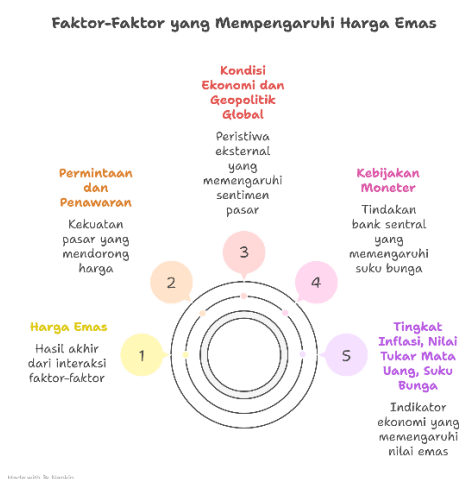 Faktor-Faktor yang Mempengaruhi Harga Emas
Kondisi
Ekonomi dan
Geopolitik
Global
Peristiwa
eksternal
yang
memengaruhi
sentimen
pasar
Permintaan
dan
Penawaran
Kekuatan
pasar yang
mendorong
harga
Kebijakan
Moneter
Tindakan
bank sentral
yang
memengaruhi
suku bunga
3
2
4
Harga Emas
Hasil akhir
dari interaksi
faktor-faktor
1
5
Tingkat
Inflasi, Nilai
Tukar Mata
Uang, Suku
Bunga
Indikator
ekonomi yang
memengaruhi
nilai emas
Made with